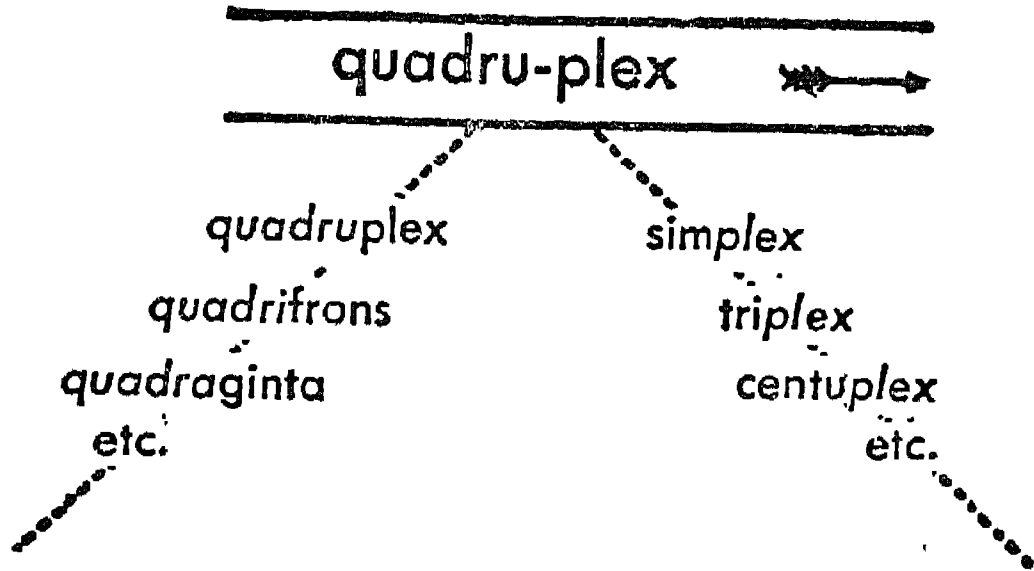 quadru-plex
quadruplex simplex
quadrifrons triplex
quadraginta centuplex
etc. etc.